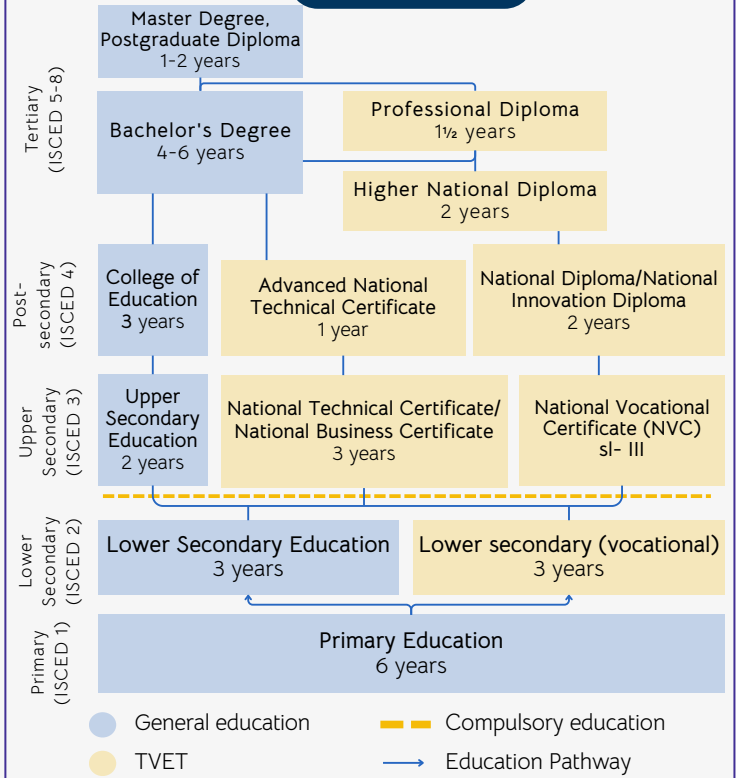 Master Degree,
Postgraduate Diploma
1-2 years
Tertiary
(ISCED 5-8)
Bachelor's Degree
4-6 years
Professional Diploma
1½ years
Higher National Diploma
2 years
Post-
secondary
(ISCED 4)
College of
Education
3 years
Advanced National
Technical Certificate
1 year
National Diploma/National
Innovation Diploma
2 years
Upper
Secondary
(ISCED 3)
Upper
Secondary
Education
2 years
National Technical Certificate/
National Business Certificate
3 years
National Vocational
Certificate (NVC)
sl- III
Lower
Secondary
(ISCED 2)
Lower Secondary Education
3 years
Lower secondary (vocational)
3 years
Primary
(ISCED 1)
Primary Education
6 years
General education
Compulsory education
TVET
Education Pathway